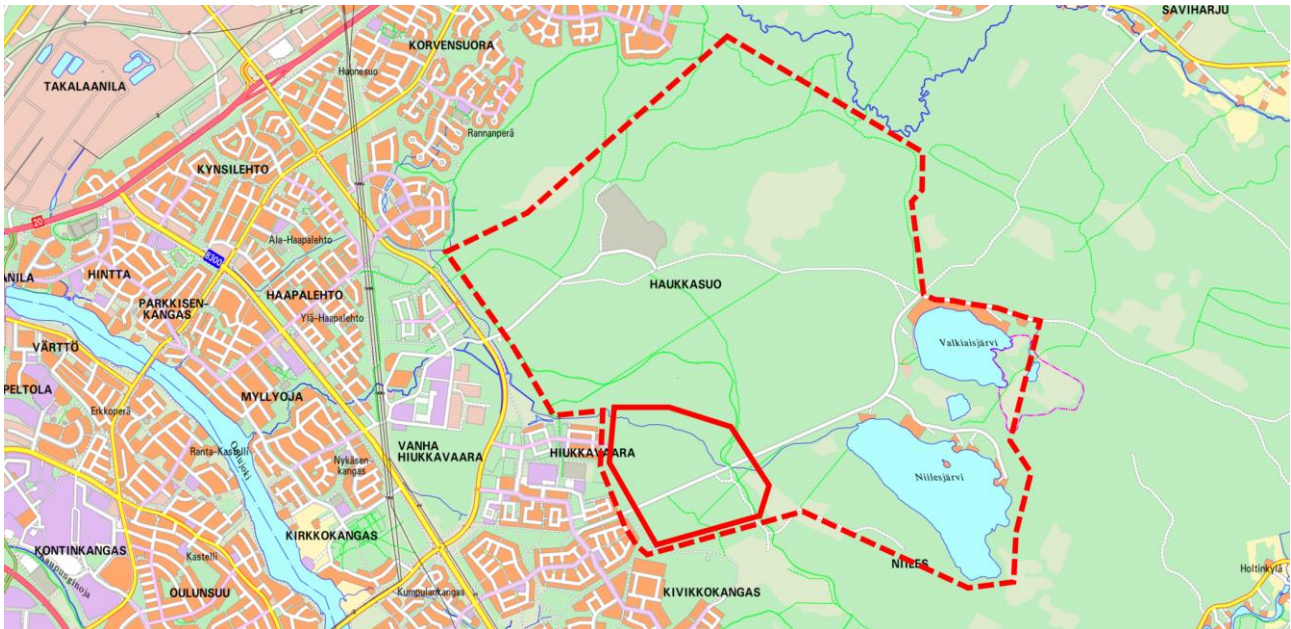 SAVIHARJU
KORVENSUORA
Huonesuo
TAKALAANILA
Rannanperä
KYNSILEHTO
20
Ala-Haapalehto
8300
HINTTA
ANILA
HAUKKASUO
HAAPALEHTO
PARKKISEN-
KANGAS
Ylä-Haapalehto
VÄRTTÖ
Valkiaisjärvi
PELTOLA
Erkkoperä
MYLLYOJA
VANHA
HIUKKAVAARA
HIUKKAVAARA
Ranta-Kastelli
Oulujoki
Nykäsen-
kangas
Niilesjärvi
KIRKKOKANGAS
KONTINKANGAS
Kastelli
Kaupunginoja
NIILES
Holtinkylä
OULUNSUU
Kumpulankangas
KIVIKKOKANGAS